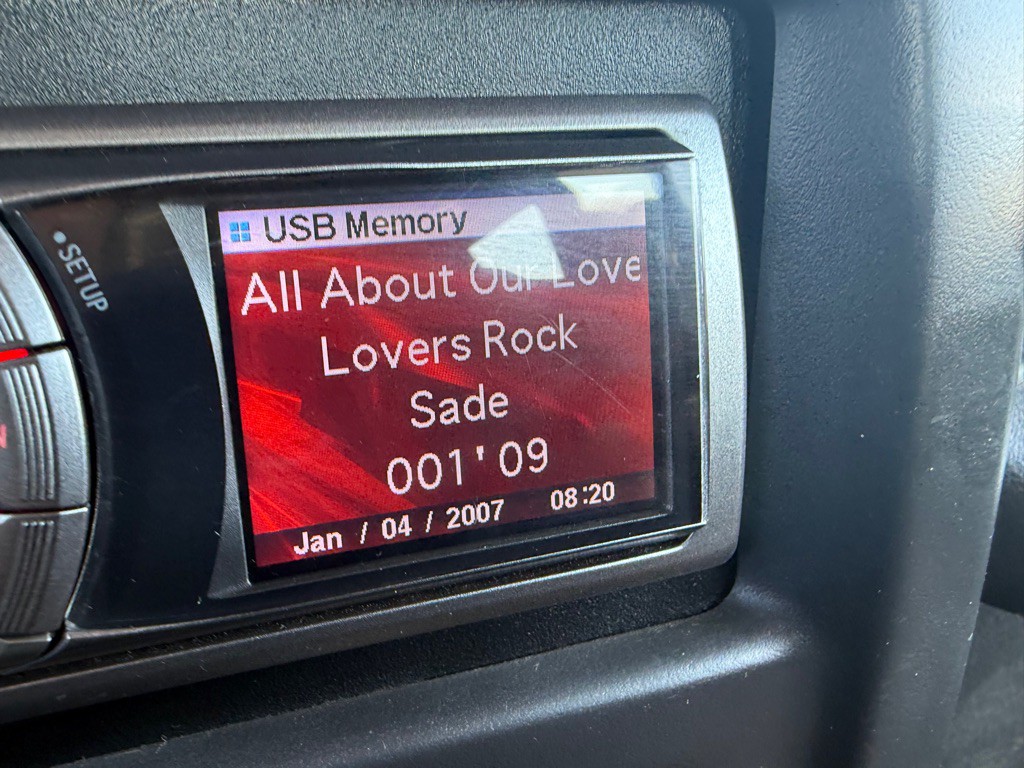 •SETUP
USB Memory
All About Our Love
Lovers Rock
Sade
001'09
Jan / 04 / 2007 08:20